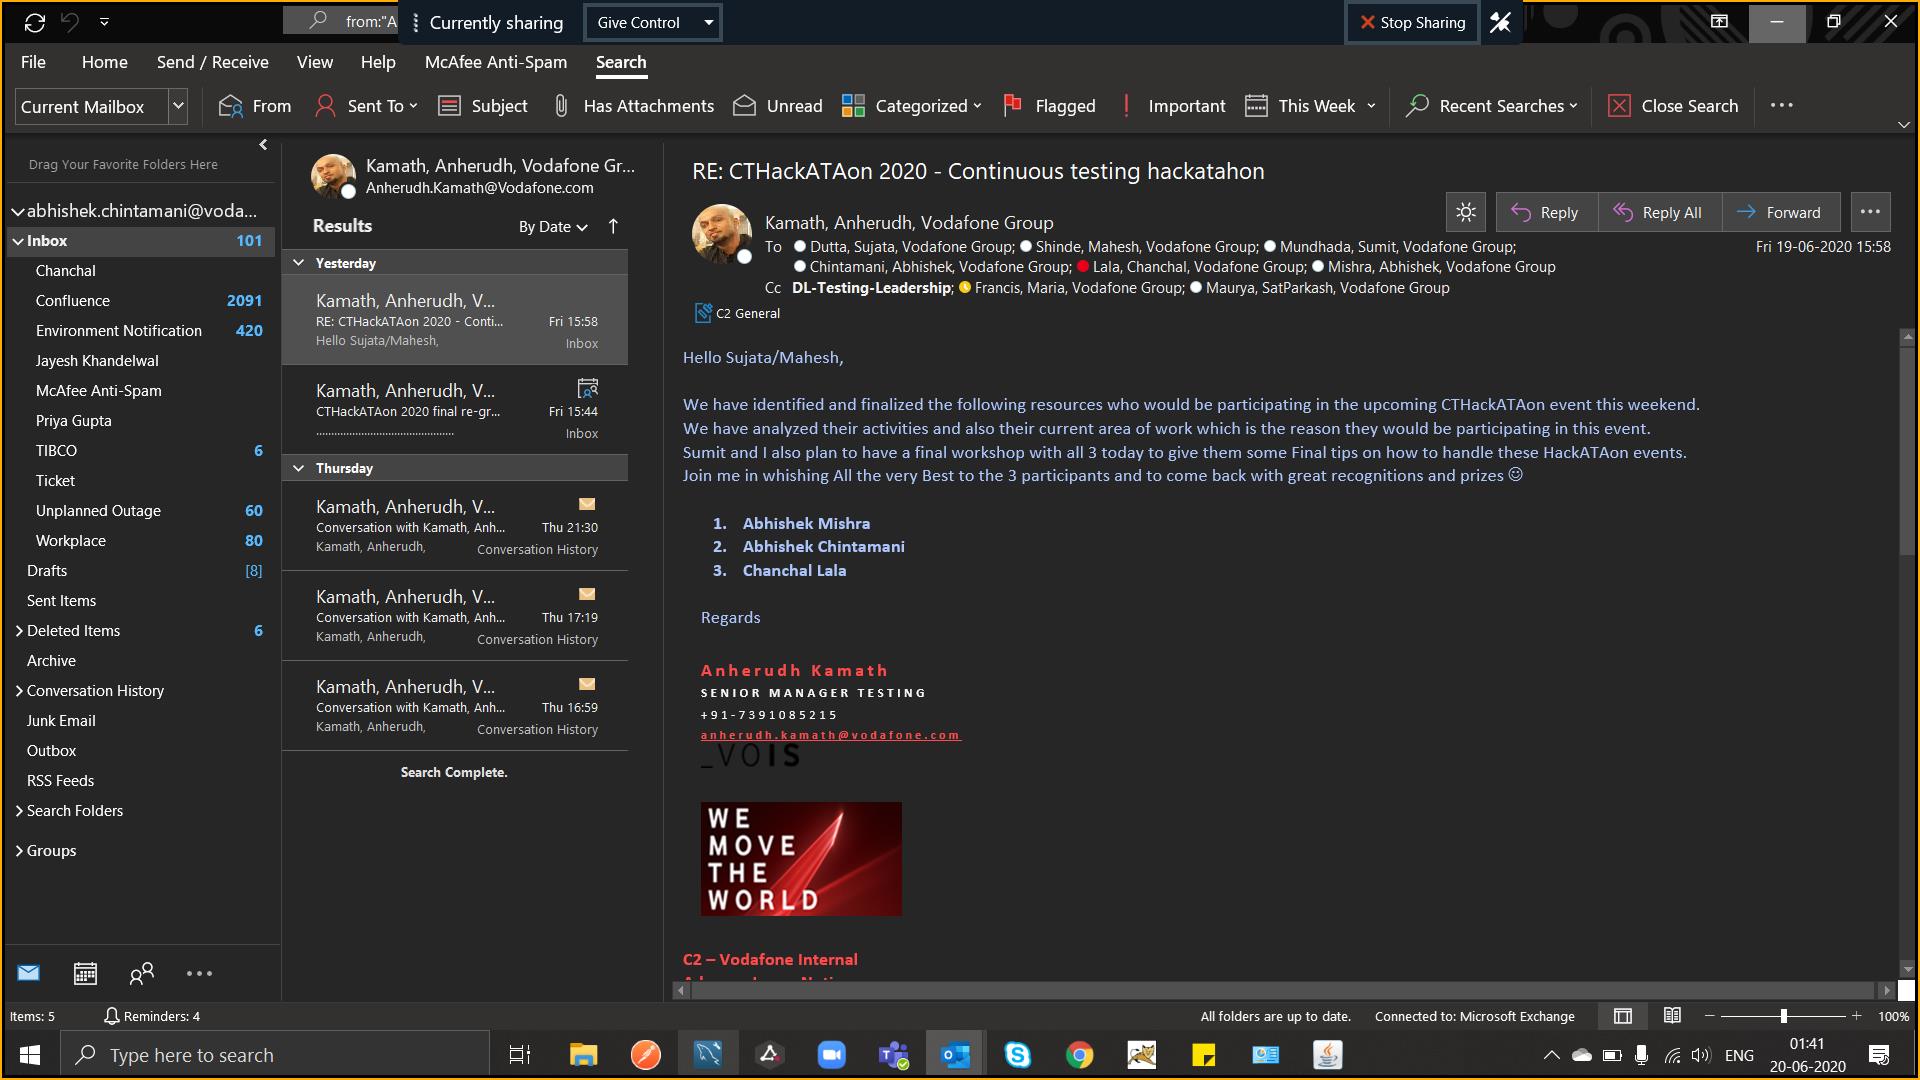 from:"A
Currently sharing
Give Control
Stop Sharing
File Home Send / Receive View Help McAfee Anti-Spam Search
Current Mailbox From Sent To Subject Has Attachments Unread Categorized Flagged Important This Week Recent Searches Close Search
Drag Your Favorite Folders Here
abhishek.chintamani@voda...
Inbox 101
Chanchal
Confluence 2091
Environment Notification 420
Jayesh Khandelwal
McAfee Anti-Spam
Priya Gupta
TIBCO 6
Ticket
Unplanned Outage 60
Workplace 80
Drafts [8]
Sent Items
Deleted Items 6
Archive
Conversation History
Junk Email
Outbox
RSS Feeds
Search Folders
Groups
Kamath, Anherudh, Vodafone Gr...
Anherudh.Kamath@Vodafone.com
Results By Date
Yesterday
Kamath, Anherudh, V...
RE: CTHackATAon 2020 - Conti... Fri 15:58
Hello Sujata/Mahesh, Inbox
Kamath, Anherudh, V...
CTHackATAon 2020 final re-gr... Fri 15:44
.............................................. Inbox
Thursday
Kamath, Anherudh, V...
Conversation with Kamath, Anh... Thu 21:30
Kamath, Anherudh, Conversation History
Kamath, Anherudh, V...
Conversation with Kamath, Anh... Thu 17:19
Kamath, Anherudh, Conversation History
Kamath, Anherudh, V...
Conversation with Kamath, Anh... Thu 16:59
Kamath, Anherudh, Conversation History
Search Complete.
RE: CTHackATAon 2020 - Continuous testing hackatahon
Kamath, Anherudh, Vodafone Group
Reply Reply All Forward
To Dutta, Sujata, Vodafone Group; Shinde, Mahesh, Vodafone Group; Mundhada, Sumit, Vodafone Group;
Fri 19-06-2020 15:58
Chintamani, Abhishek, Vodafone Group; Lala, Chanchal, Vodafone Group; Mishra, Abhishek, Vodafone Group
Cc DL-Testing-Leadership; Francis, Maria, Vodafone Group; Maurya, SatParkash, Vodafone Group
C2 General
Hello Sujata/Mahesh,
We have identified and finalized the following resources who would be participating in the upcoming CTHackATAon event this weekend.
We have analyzed their activities and also their current area of work which is the reason they would be participating in this event.
Sumit and I also plan to have a final workshop with all 3 today to give them some Final tips on how to handle these HackATAon events.
Join me in whishing All the very Best to the 3 participants and to come back with great recognitions and prizes ☺
1. Abhishek Mishra
2. Abhishek Chintamani
3. Chanchal Lala
Regards
Anherudh Kamath
SENIOR MANAGER TESTING
+91-7391085215
anherudh.kamath@vodafone.com
_VOIS
WE
MOVE
THE
WORLD
C2 – Vodafone Internal
Items: 5 Reminders: 4
All folders are up to date. Connected to: Microsoft Exchange 100%
Type here to search
ENG
01:41
20-06-2020